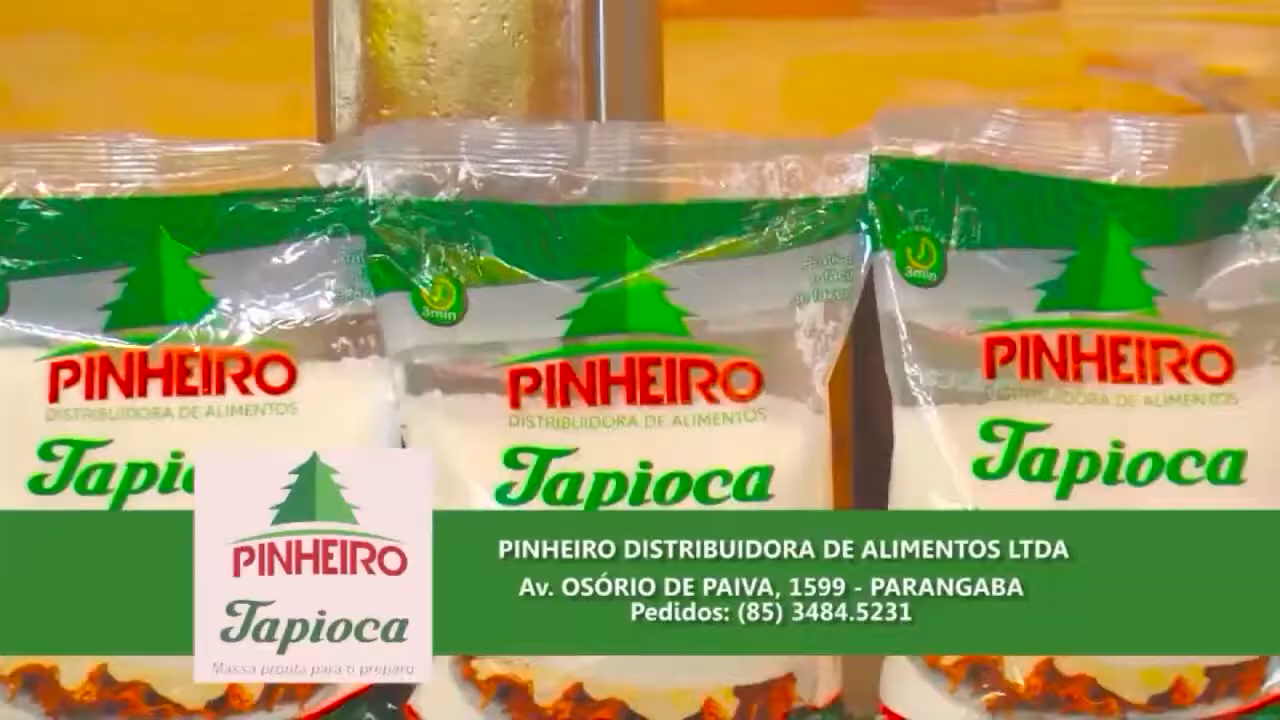 3min
3min
PINHEIRO
DISTRIBUIDORA DE ALIMENTOS
Tapioca
PINHEIRO
DISTRIBUIDORA DE ALIMENTOS
Tapioca
PINHEIRO
DISTRIBUIDORA DE ALIMENTOS
Tapioca
PINHEIRO
Tapioca
Massa pronta para o preparo
PINHEIRO DISTRIBUIDORA DE ALIMENTOS LTDA
Av. OSÓRIO DE PAIVA, 1599 - PARANGABA
Pedidos: (85) 3484.5231